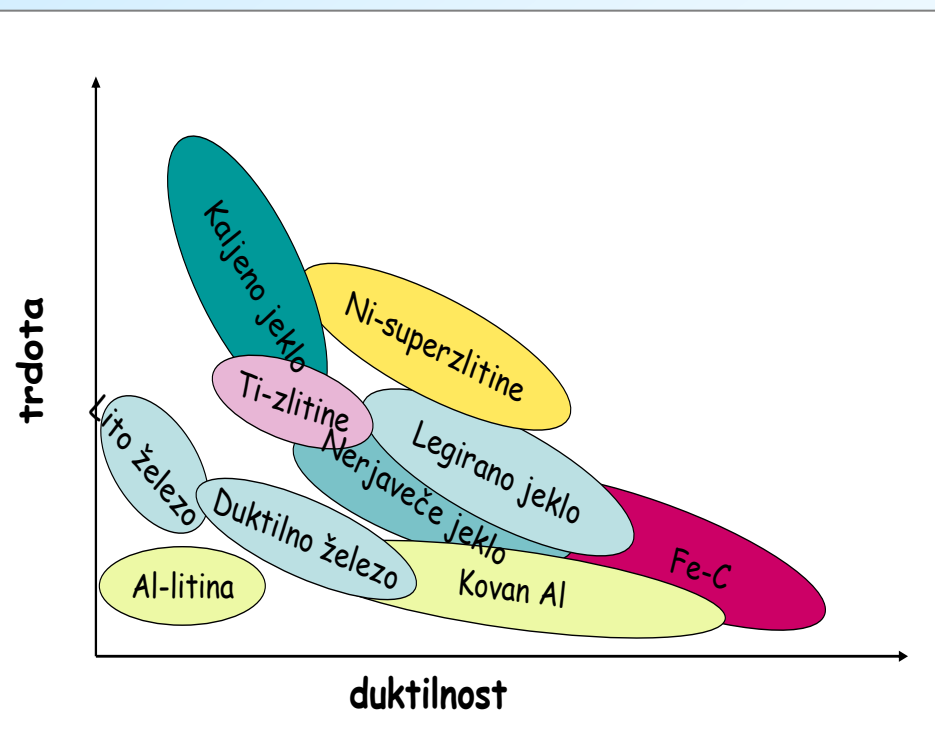 trdota
Kaljeno jeklo
Ni-superzlitine
Ti-zlitine
Lito železo
Legirano jeklo
Nerjaveče jeklo
Duktilno železo
Fe-C
Al-litina
Kovan Al
duktilnost